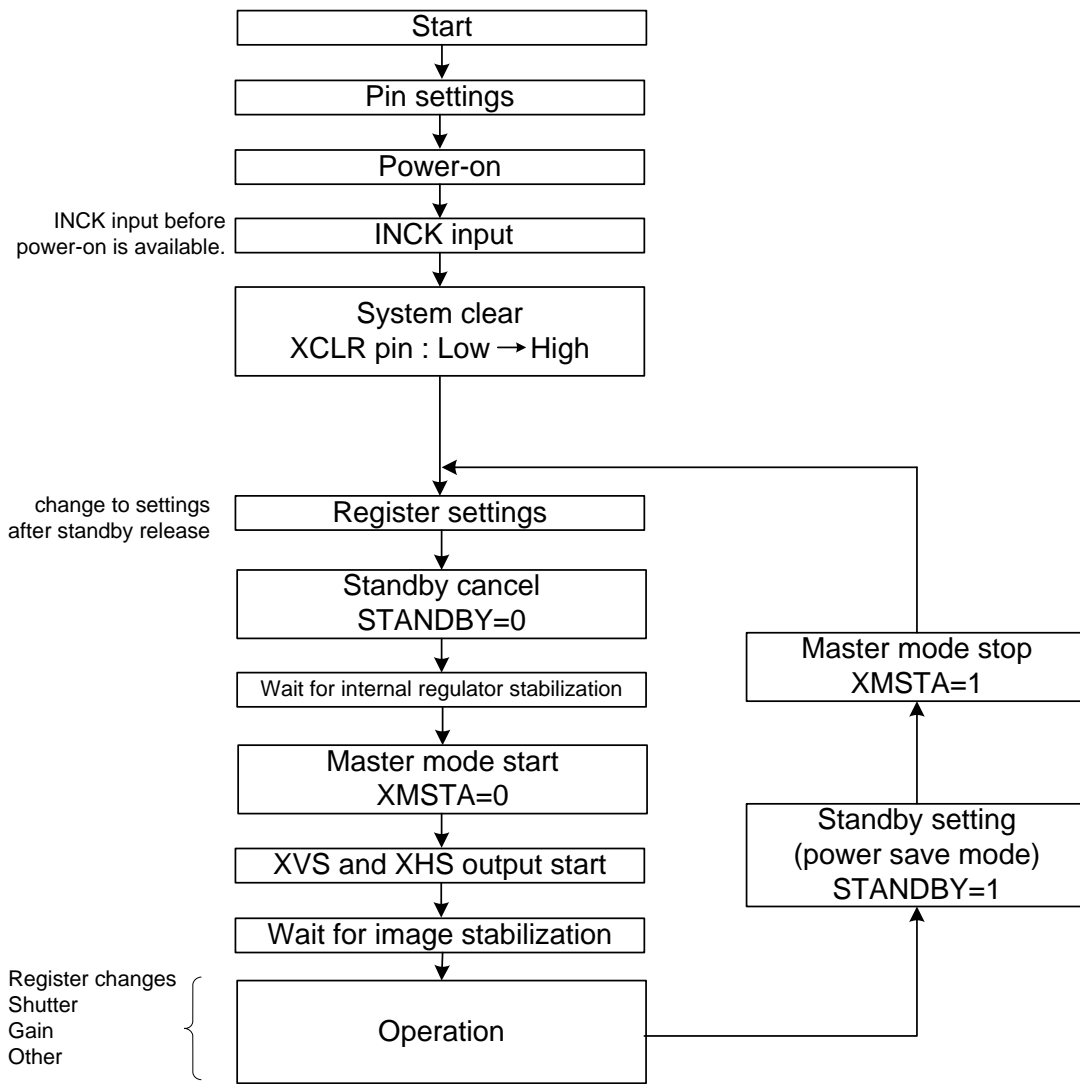 Start
Pin settings
Power-on
INCK input before
power-on is available.
INCK input
System clear
XCLR pin : Low → High
change to settings
after standby release
Register settings
Standby cancel
STANDBY=0
Wait for internal regulator stabilization
Master mode start
XMSTA=0
XVS and XHS output start
Wait for image stabilization
Register changes
Shutter
Gain
Other
Operation
Master mode stop
XMSTA=1
Standby setting
(power save mode)
STANDBY=1